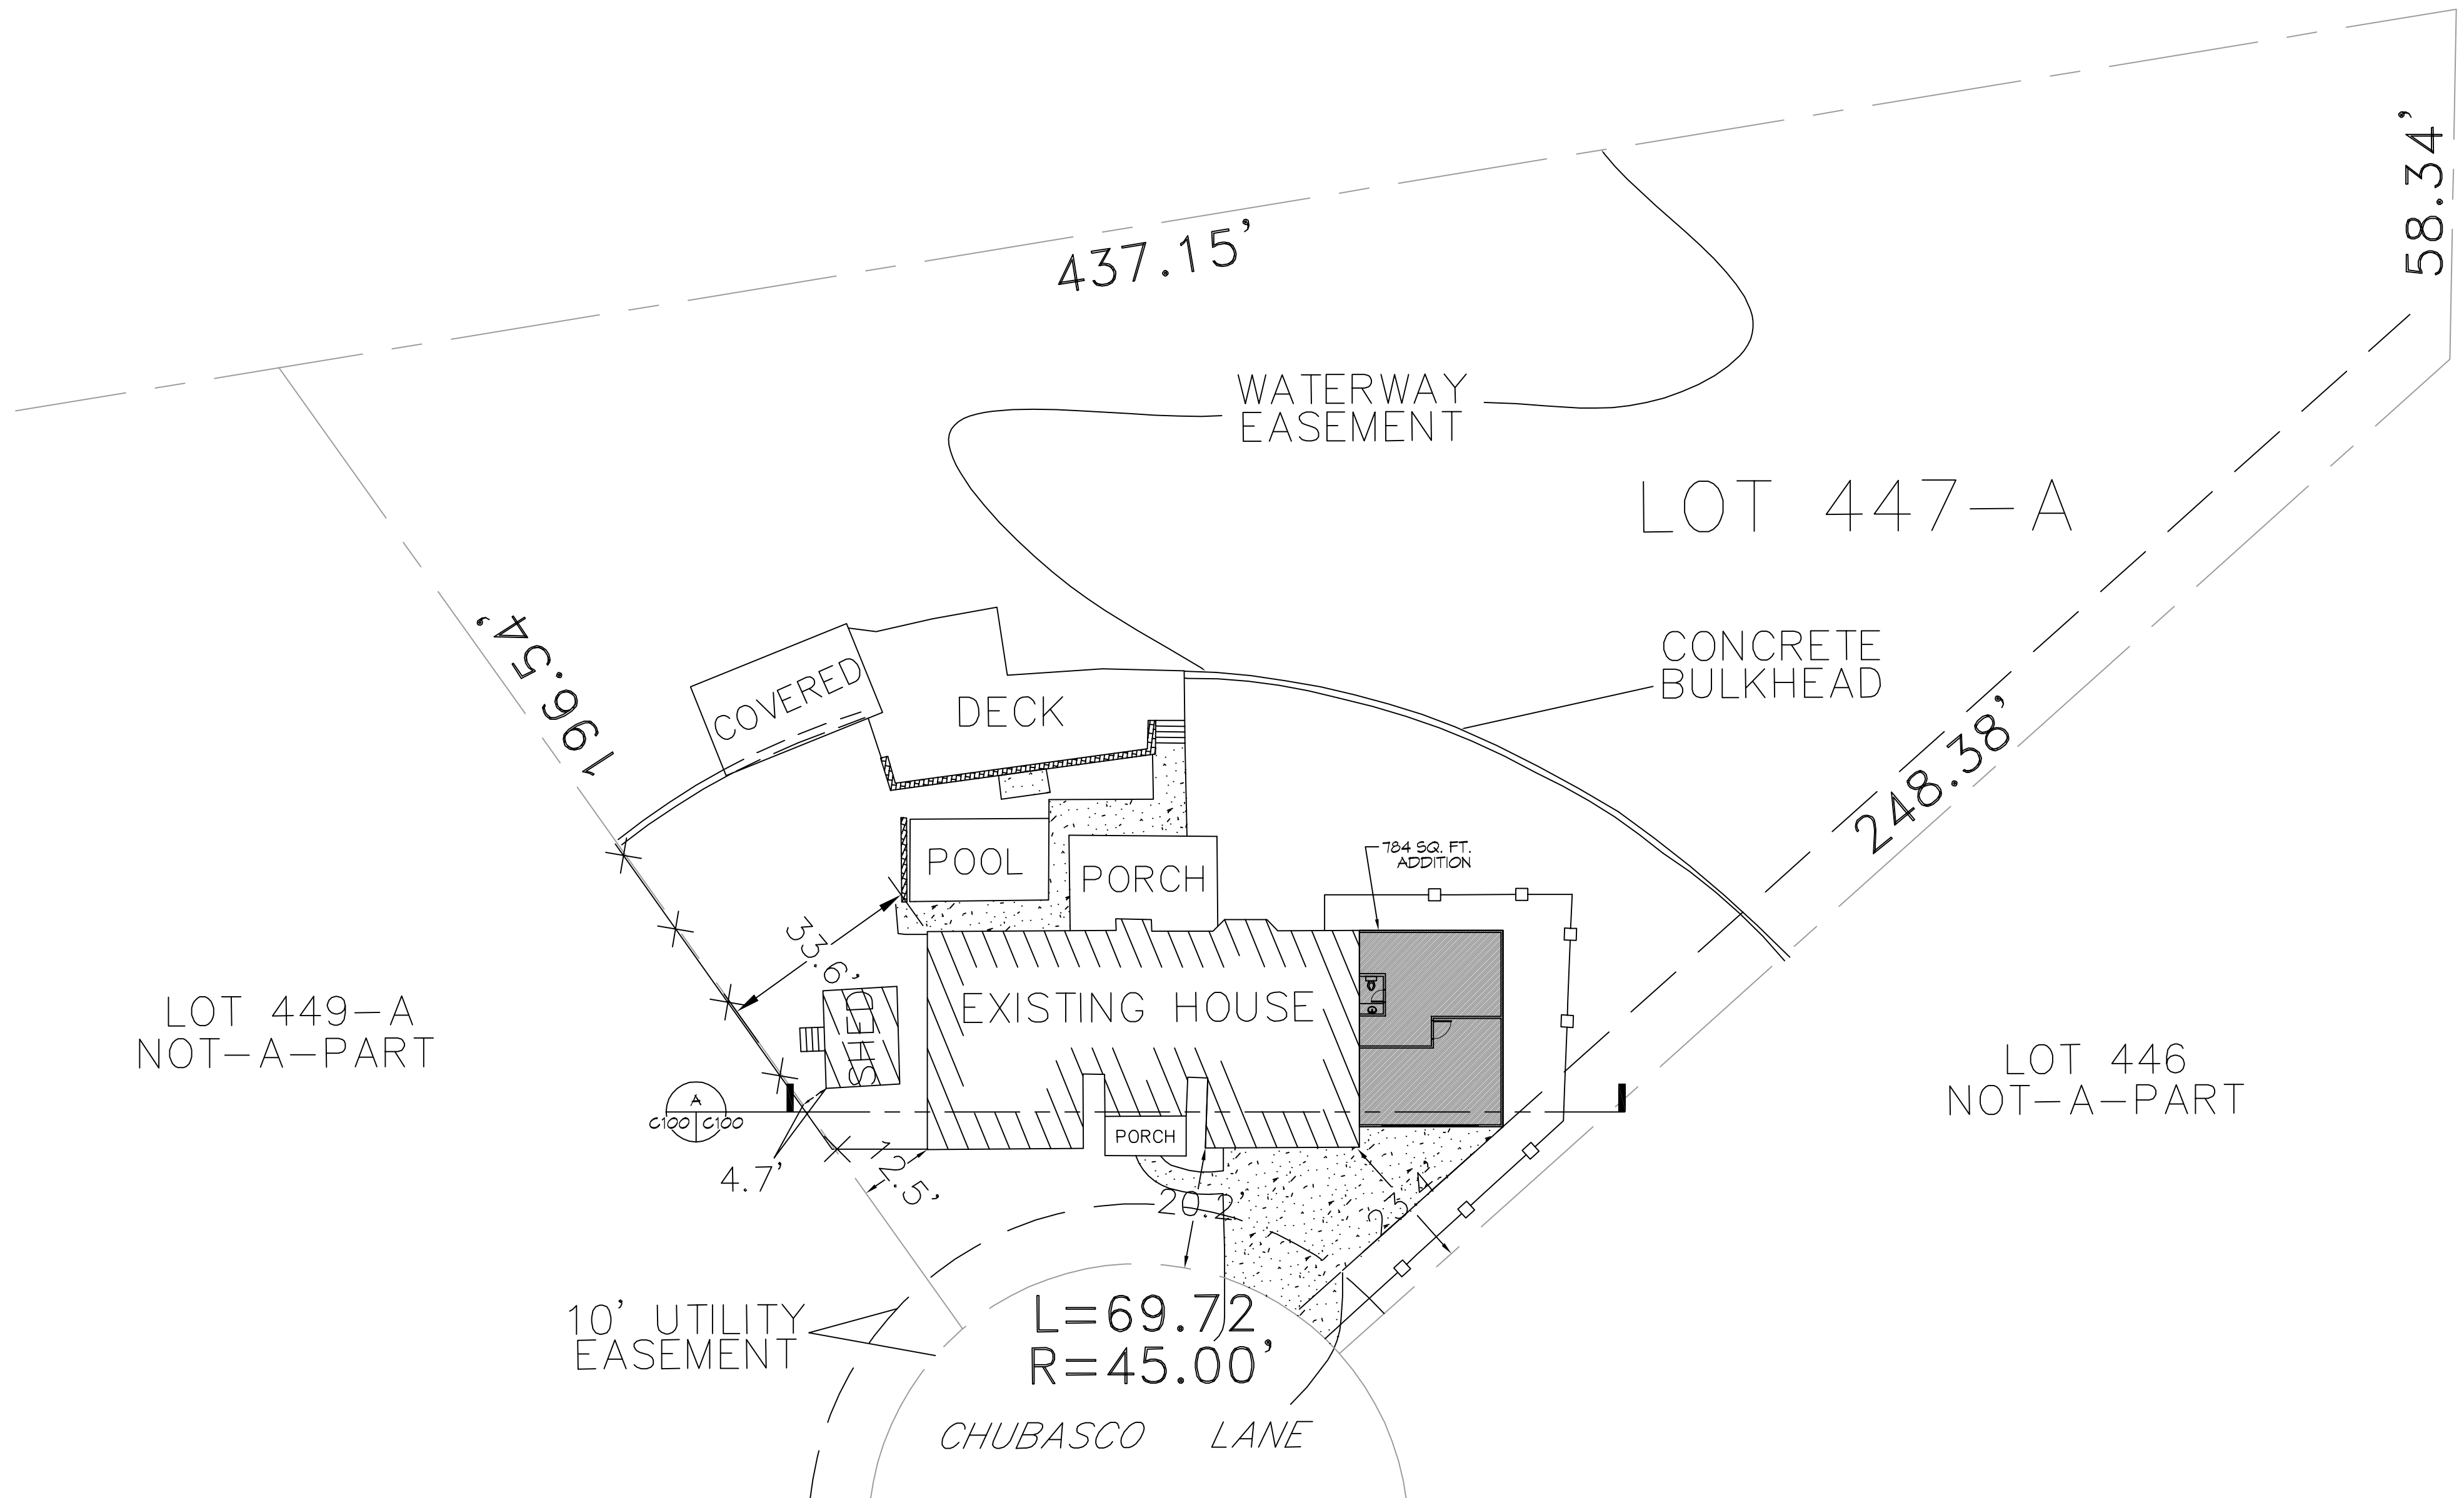 58.34'
437.15'
WATERWAY
EASEMENT
LOT 447-A
196.54'
CONCRETE
BULKHEAD
COVERED
DECK
248.38'
POOL
PORCH
784 SQ. FT.
ADDITION
33.6'
SHED
EXISTING HOUSE
LOT 449-A
NOT-A-PART
LOT 446
NOT-A-PART
A
C100 C100
PORCH
4.7'
12.5'
20.2'
23.4'
10' UTILITY
EASEMENT
L=69.72'
R=45.00'
CHUBASCO LANE